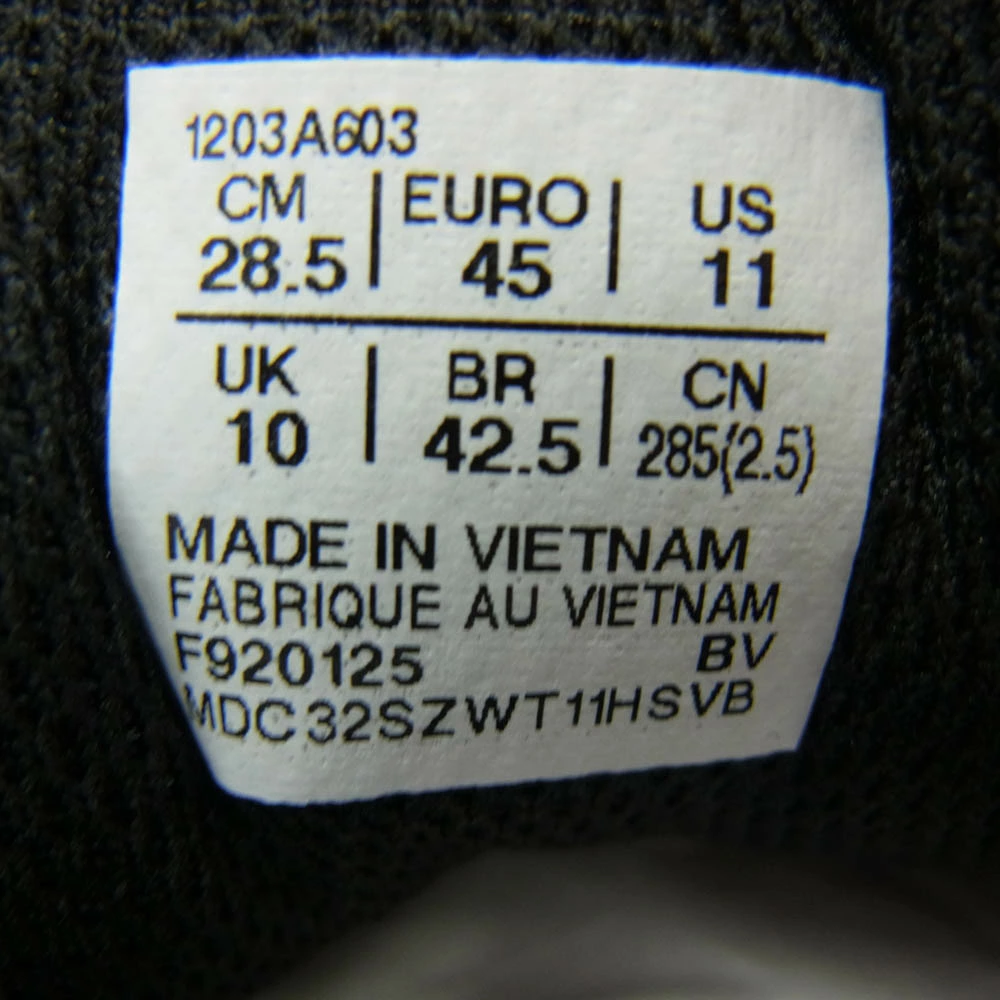 1203A603
CM | EURO | US
28.5 | 45 | 11
UK | BR | CN
10 | 42.5 | 285(2.5)
MADE IN VIETNAM
FABRIQUE AU VIETNAM
F920125 BV
MDC32SZWT11HSVB